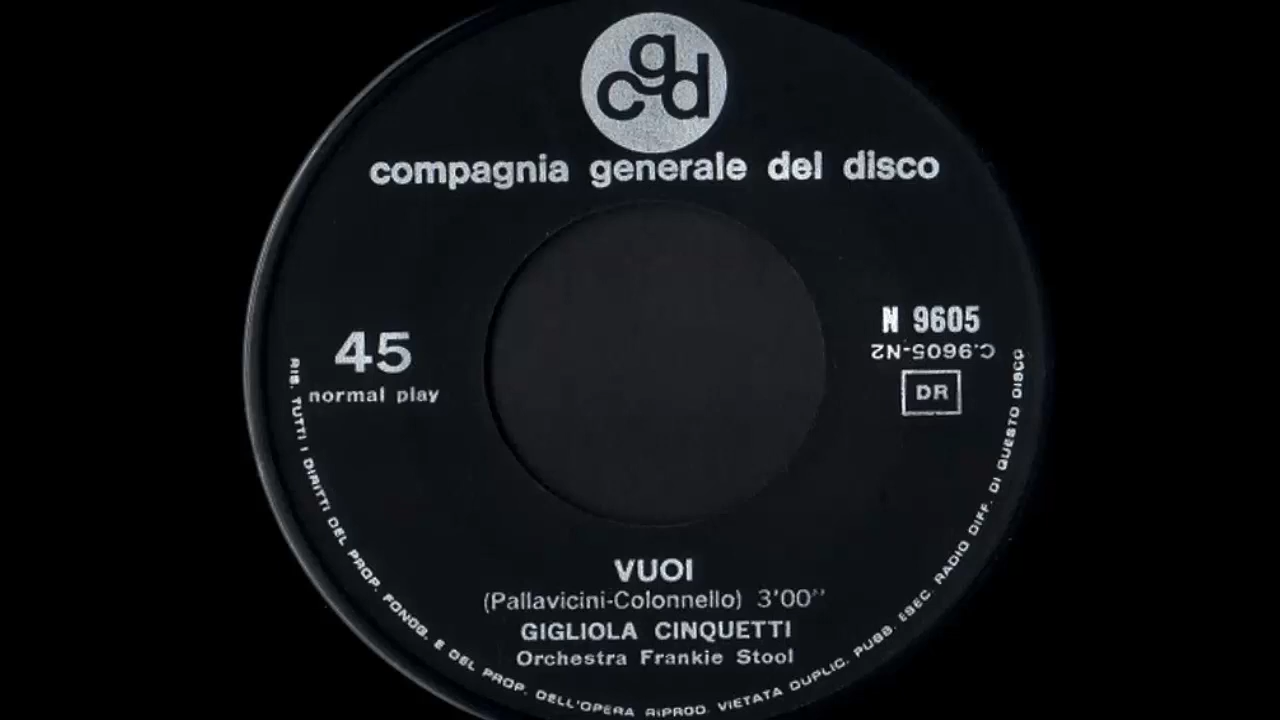 cgd
compagnia generale del disco
45
normal play
N 9605
C.9605-N2
DR
VUOI
(Pallavicini-Colonnello) 3'00''
GIGLIOLA CINQUETTI
Orchestra Frankie Stool
RIS. TUTTI I DIRITTI DEL PROP. FONOG. E DEL PROP. DELL'OPERA RIPROD. VIETATA DUPLIC. PUBB. ESEC. RADIO DIFF. DI QUESTO DISCO